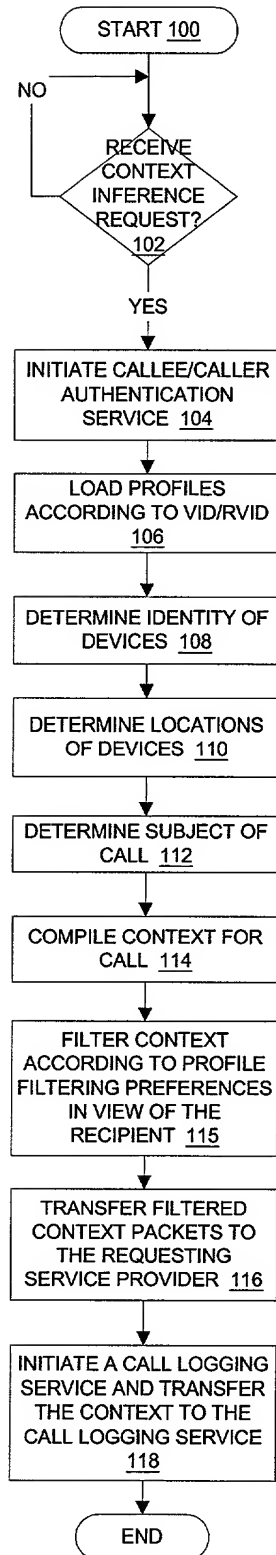 START 100
NO
RECEIVE
CONTEXT
INFERENCE
REQUEST?
102
YES
INITIATE CALLEE/CALLER
AUTHENTICATION
SERVICE 104
LOAD PROFILES
ACCORDING TO VID/RVID
106
DETERMINE IDENTITY OF
DEVICES 108
DETERMINE LOCATIONS
OF DEVICES 110
DETERMINE SUBJECT OF
CALL 112
COMPILE CONTEXT FOR
CALL 114
FILTER CONTEXT
ACCORDING TO PROFILE
FILTERING PREFERENCES
IN VIEW OF THE
RECIPIENT 115
TRANSFER FILTERED
CONTEXT PACKETS TO
THE REQUESTING
SERVICE PROVIDER 116
INITIATE A CALL LOGGING
SERVICE AND TRANSFER
THE CONTEXT TO THE
CALL LOGGING SERVICE
118
END